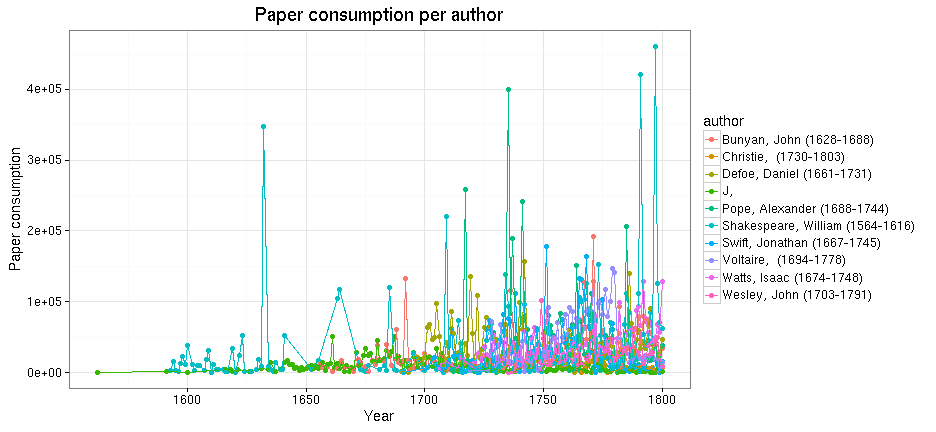 Paper consumption per author
Paper consumption
4e+05
3e+05
2e+05
1e+05
0e+00
1600
1650
1700
1750
1800
Year
author
Bunyan, John (1628-1688)
Christie,  (1730-1803)
Defoe, Daniel (1661-1731)
J,
Pope, Alexander (1688-1744)
Shakespeare, William (1564-1616)
Swift, Jonathan (1667-1745)
Voltaire,  (1694-1778)
Watts, Isaac (1674-1748)
Wesley, John (1703-1791)